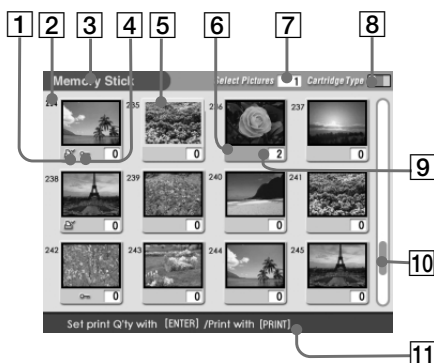 1 2 3 4 5 6 7 8
Memory Stick Select Pictures 1 Cartridge Type
234 235 236 237
0 0 2 0
9
238 239 240 241
0 0 0 0
10
242 243 244 245
0 0 0 0
Set print Q'ty with [ENTER] /Print with [PRINT]
11